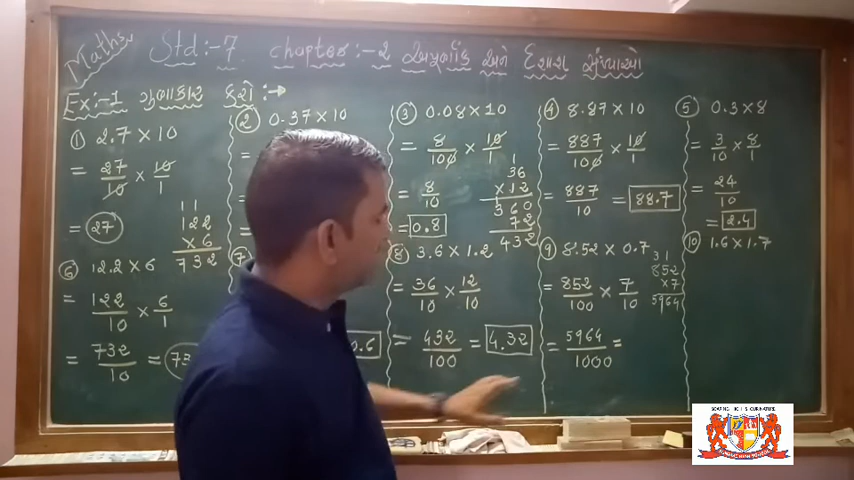 Maths Std:-7 chapter:-2 અપૂર્ણાંક અને દશાંશ સંખ્યાઓ
Ex:-1 ગુણાકાર કરો :→
① 2.7 × 10
= 27/10 × 10/1
= 27
② 0.37 × 10
=
=
=
③ 0.08 × 10
= 8/100 × 10/1
= 8/10
= 0.8
1
36
× 12
360
72
432
④ 8.87 × 10
= 887/100 × 10/1
= 887/10 = 88.7
⑤ 0.3 × 8
= 3/10 × 8/1
= 24/10
= 2.4
⑥ 12.2 × 6
= 122/10 × 6/1
= 732/10 =
11
122
× 6
732
⑦
0.6
⑧ 3.6 × 1.2
= 36/10 × 12/10
= 432/100 = 4.32
⑨ 8.52 × 0.7
= 852/100 × 7/10
= 5964/1000 =
31
852
× 7
5964
⑩ 1.6 × 1.7